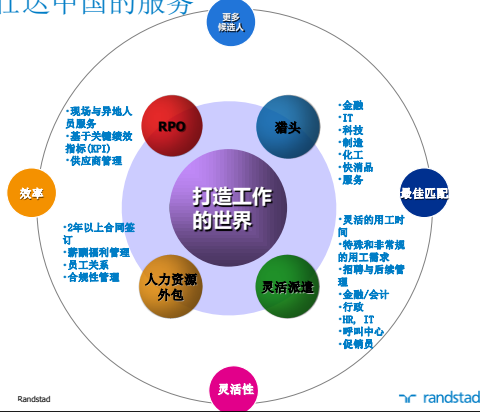 仕达中国的服务
更多
候选人
·现场与异地人
员服务
·基于关键绩效
指标(KPI)
·供应商管理
RPO
猎头
·金融
·IT
·科技
·制造
·化工
·快消品
·服务
效率
打造工作
的世界
最佳匹配
·2年以上合同签
订
·薪酬福利管理
·员工关系
·合规性管理
人力资源
外包
灵活派遣
·灵活的用工时
间
·特殊和非常规
的用工需求
·招聘与后续管
理
·金融/会计
·行政
·HR, IT
·呼叫中心
·促销员
灵活性
Randstad
randstad